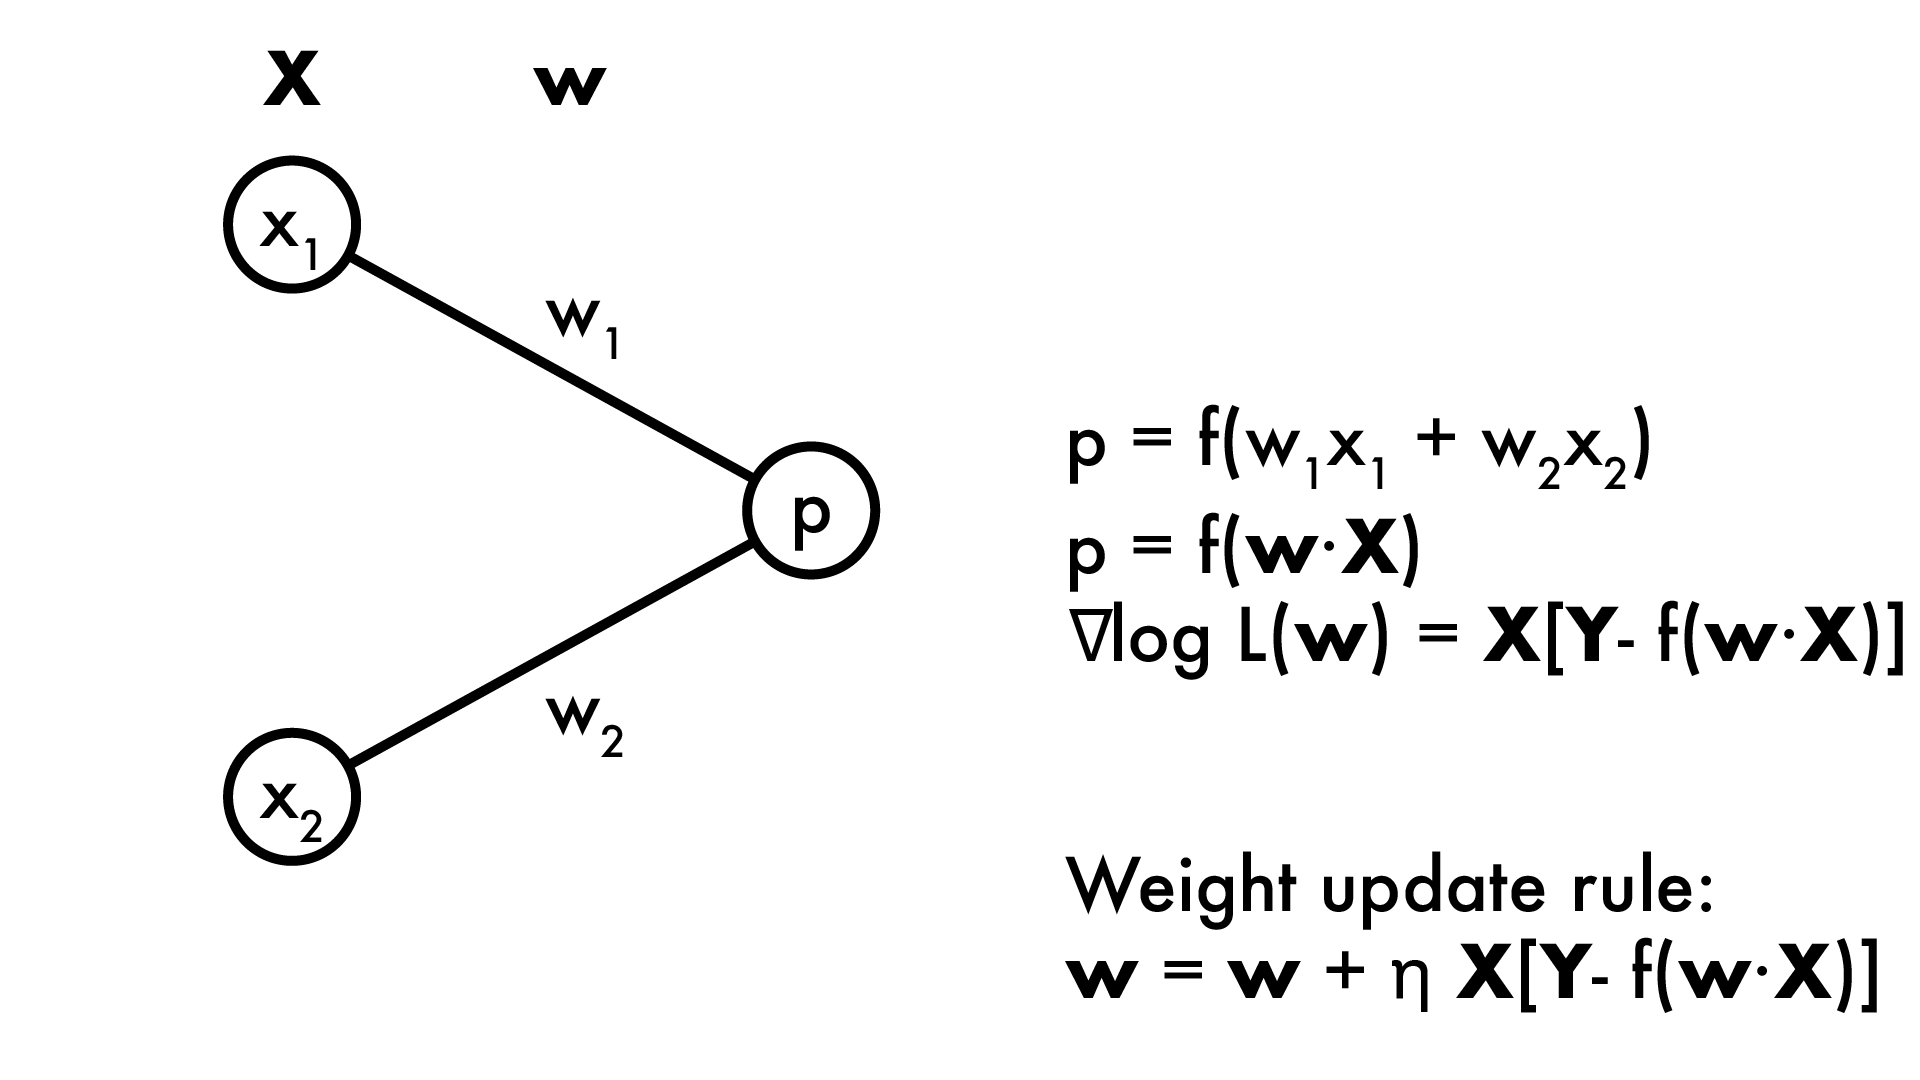 X w
x₁
w₁
p
w₂
x₂
p = f(w₁x₁ + w₂x₂)
p = f(w·X)
∇log L(w) = X[Y- f(w·X)]
Weight update rule:
w = w + η X[Y- f(w·X)]